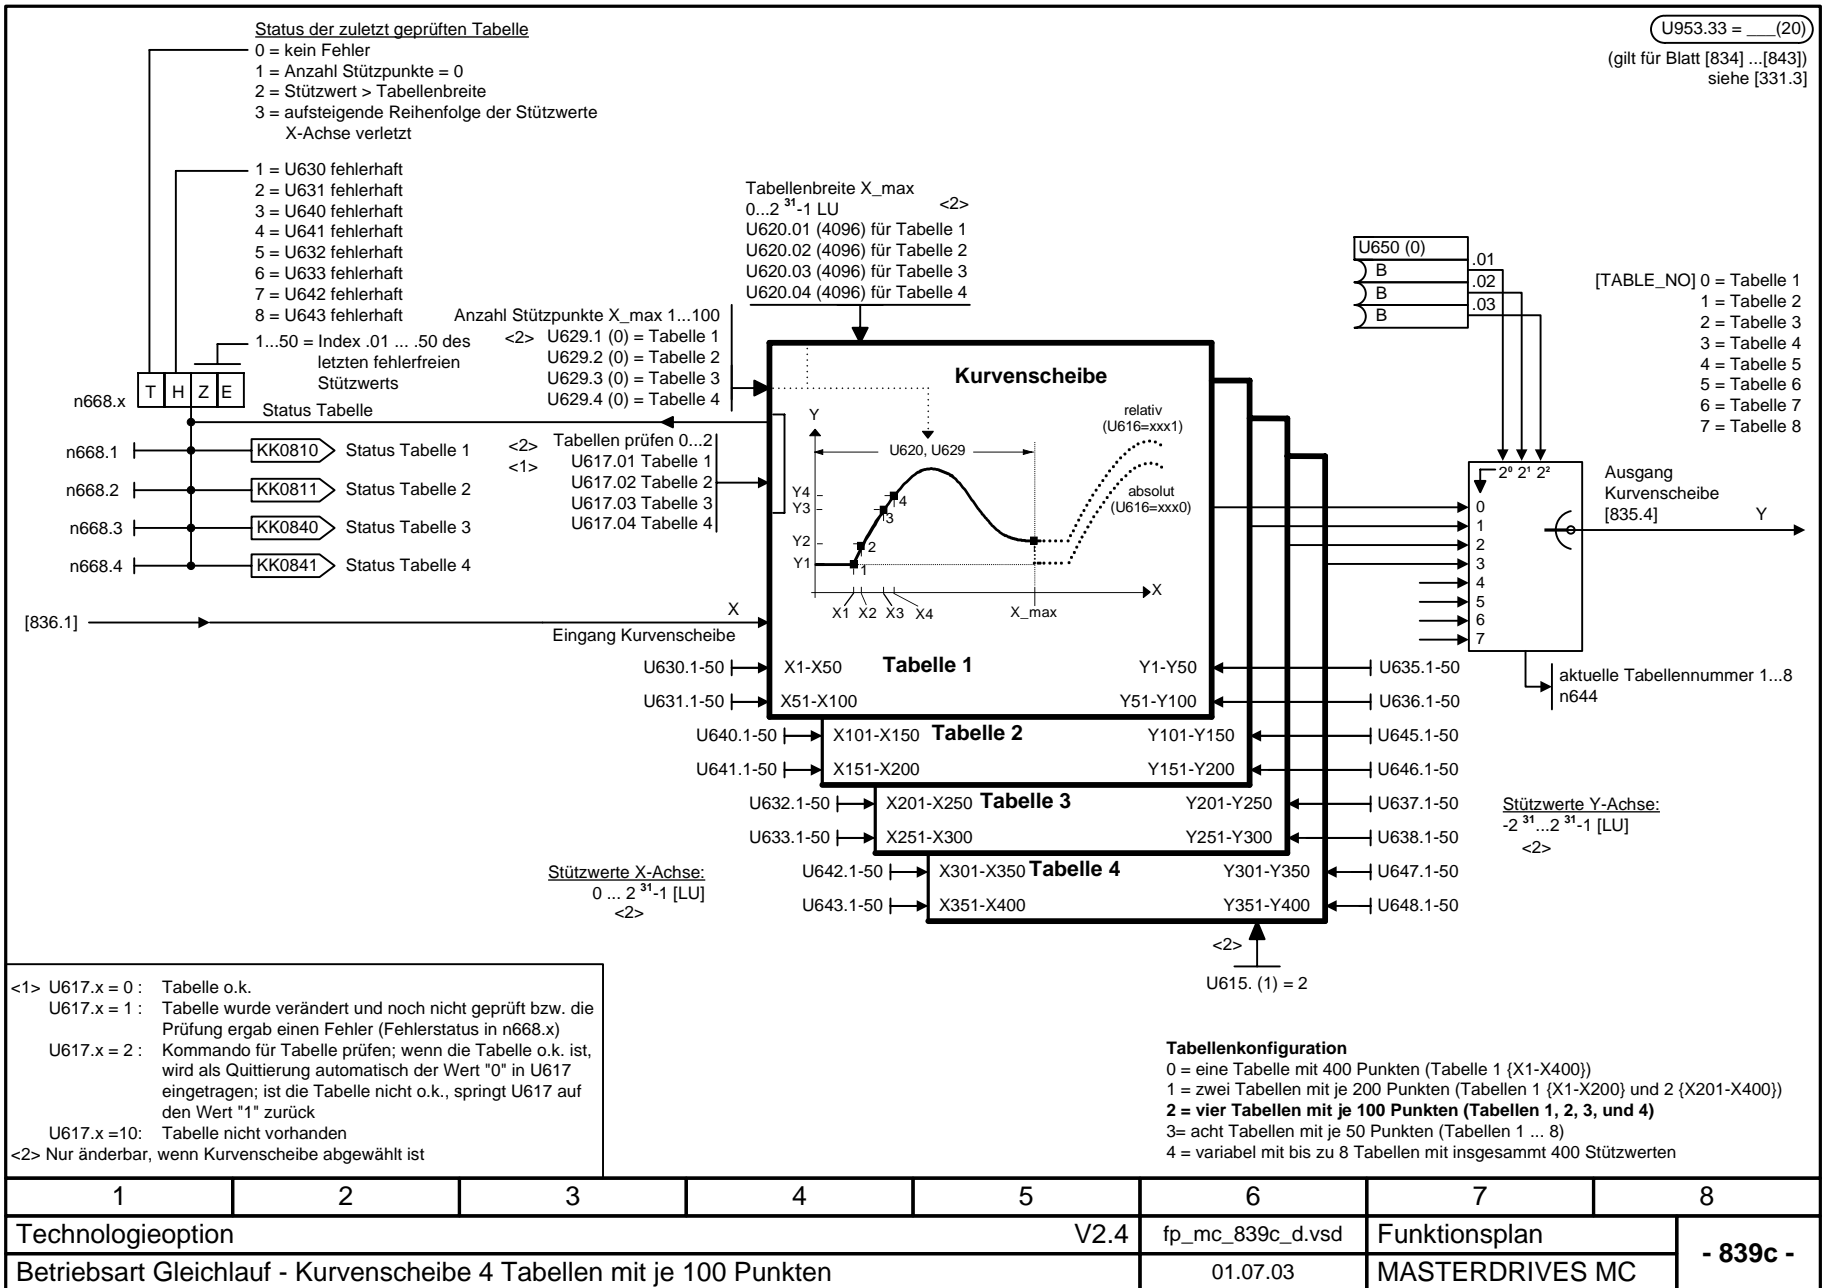 Status der zuletzt geprüften Tabelle
0 = kein Fehler
1 = Anzahl Stützpunkte = 0
2 = Stützwert > Tabellenbreite
3 = aufsteigende Reihenfolge der Stützwerte
X-Achse verletzt
U953.33 = ___(20)
(gilt für Blatt [834] ...[843])
siehe [331.3]
1 = U630 fehlerhaft
2 = U631 fehlerhaft
3 = U640 fehlerhaft
4 = U641 fehlerhaft
5 = U632 fehlerhaft
6 = U633 fehlerhaft
7 = U642 fehlerhaft
8 = U643 fehlerhaft
1...50 = Index .01 ... .50 des
letzten fehlerfreien
Stützwerts
n668.x
T H Z E
Status Tabelle
n668.1 KK0810 Status Tabelle 1
n668.2 KK0811 Status Tabelle 2
n668.3 KK0840 Status Tabelle 3
n668.4 KK0841 Status Tabelle 4
[836.1]
X
Eingang Kurvenscheibe
Tabellenbreite X_max
0...2 31-1 LU <2>
U620.01 (4096) für Tabelle 1
U620.02 (4096) für Tabelle 2
U620.03 (4096) für Tabelle 3
U620.04 (4096) für Tabelle 4
Anzahl Stützpunkte X_max 1...100
<2> U629.1 (0) = Tabelle 1
U629.2 (0) = Tabelle 2
U629.3 (0) = Tabelle 3
U629.4 (0) = Tabelle 4
<2> Tabellen prüfen 0...2
<1> U617.01 Tabelle 1
U617.02 Tabelle 2
U617.03 Tabelle 3
U617.04 Tabelle 4
Kurvenscheibe
Y
relativ
(U616=xxx1)
U620, U629
absolut
(U616=xxx0)
Y4
Y3
Y2
Y1
4
3
2
1
X
X1 X2 X3 X4 X_max
U650 (0)
B .01
B .02
B .03
[TABLE_NO] 0 = Tabelle 1
1 = Tabelle 2
2 = Tabelle 3
3 = Tabelle 4
4 = Tabelle 5
5 = Tabelle 6
6 = Tabelle 7
7 = Tabelle 8
2⁰ 2¹ 2²
0
1
2
3
4
5
6
7
Ausgang
Kurvenscheibe
[835.4]
Y
aktuelle Tabellennummer 1...8
n644
U630.1-50 X1-X50 Tabelle 1 Y1-Y50 U635.1-50
U631.1-50 X51-X100 Y51-Y100 U636.1-50
U640.1-50 X101-X150 Tabelle 2 Y101-Y150 U645.1-50
U641.1-50 X151-X200 Y151-Y200 U646.1-50
U632.1-50 X201-X250 Tabelle 3 Y201-Y250 U637.1-50
U633.1-50 X251-X300 Y251-Y300 U638.1-50
U642.1-50 X301-X350 Tabelle 4 Y301-Y350 U647.1-50
U643.1-50 X351-X400 Y351-Y400 U648.1-50
Stützwerte X-Achse:
0 ... 2 31-1 [LU]
<2>
Stützwerte Y-Achse:
-2 31...2 31-1 [LU]
<2>
<2>
U615. (1) = 2
<1> U617.x = 0 : Tabelle o.k.
U617.x = 1 : Tabelle wurde verändert und noch nicht geprüft bzw. die
Prüfung ergab einen Fehler (Fehlerstatus in n668.x)
U617.x = 2 : Kommando für Tabelle prüfen; wenn die Tabelle o.k. ist,
wird als Quittierung automatisch der Wert "0" in U617
eingetragen; ist die Tabelle nicht o.k., springt U617 auf
den Wert "1" zurück
U617.x =10: Tabelle nicht vorhanden
<2> Nur änderbar, wenn Kurvenscheibe abgewählt ist
Tabellenkonfiguration
0 = eine Tabelle mit 400 Punkten (Tabelle 1 {X1-X400})
1 = zwei Tabellen mit je 200 Punkten (Tabellen 1 {X1-X200} und 2 {X201-X400})
2 = vier Tabellen mit je 100 Punkten (Tabellen 1, 2, 3, und 4)
3= acht Tabellen mit je 50 Punkten (Tabellen 1 ... 8)
4 = variabel mit bis zu 8 Tabellen mit insgesammt 400 Stützwerten
1 2 3 4 5 6 7 8
Technologieoption V2.4 fp_mc_839c_d.vsd Funktionsplan
- 839c -
Betriebsart Gleichlauf - Kurvenscheibe 4 Tabellen mit je 100 Punkten 01.07.03 MASTERDRIVES MC